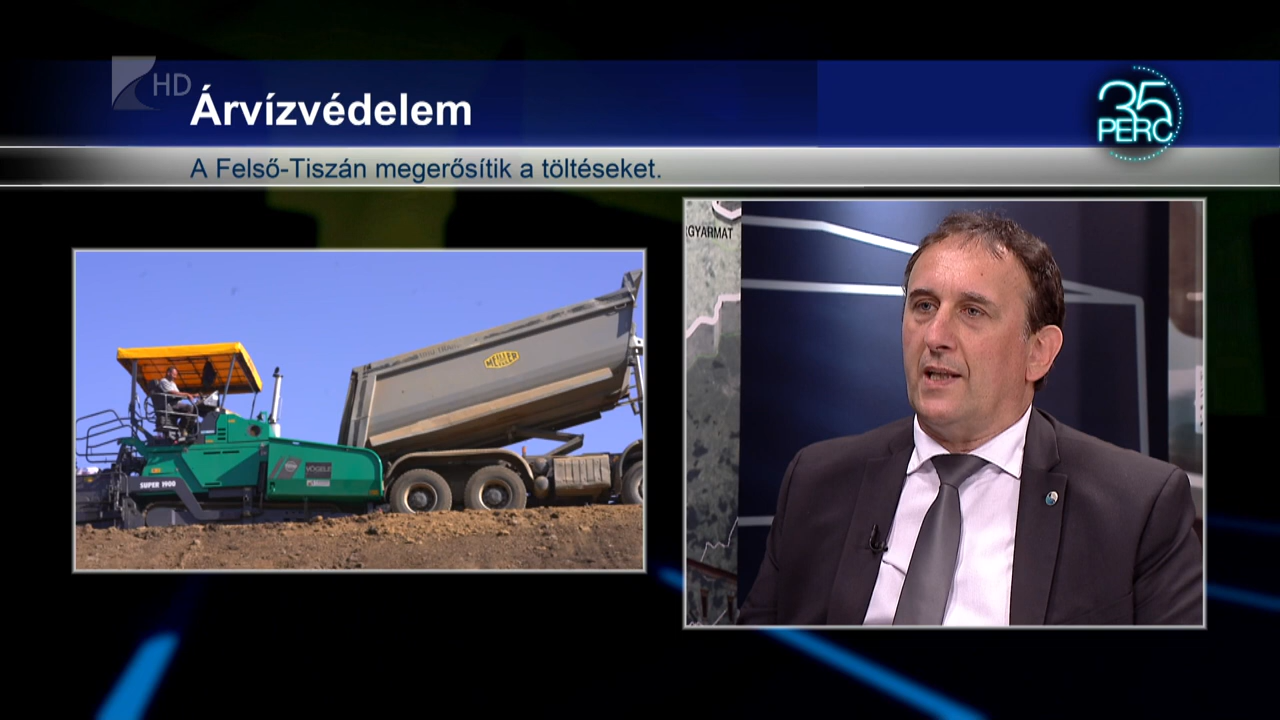 HD
Árvízvédelem
35
PERC
A Felső-Tiszán megerősítik a töltéseket.
GYARMAT
MEILLER
VÖGELE
SUPER 1900